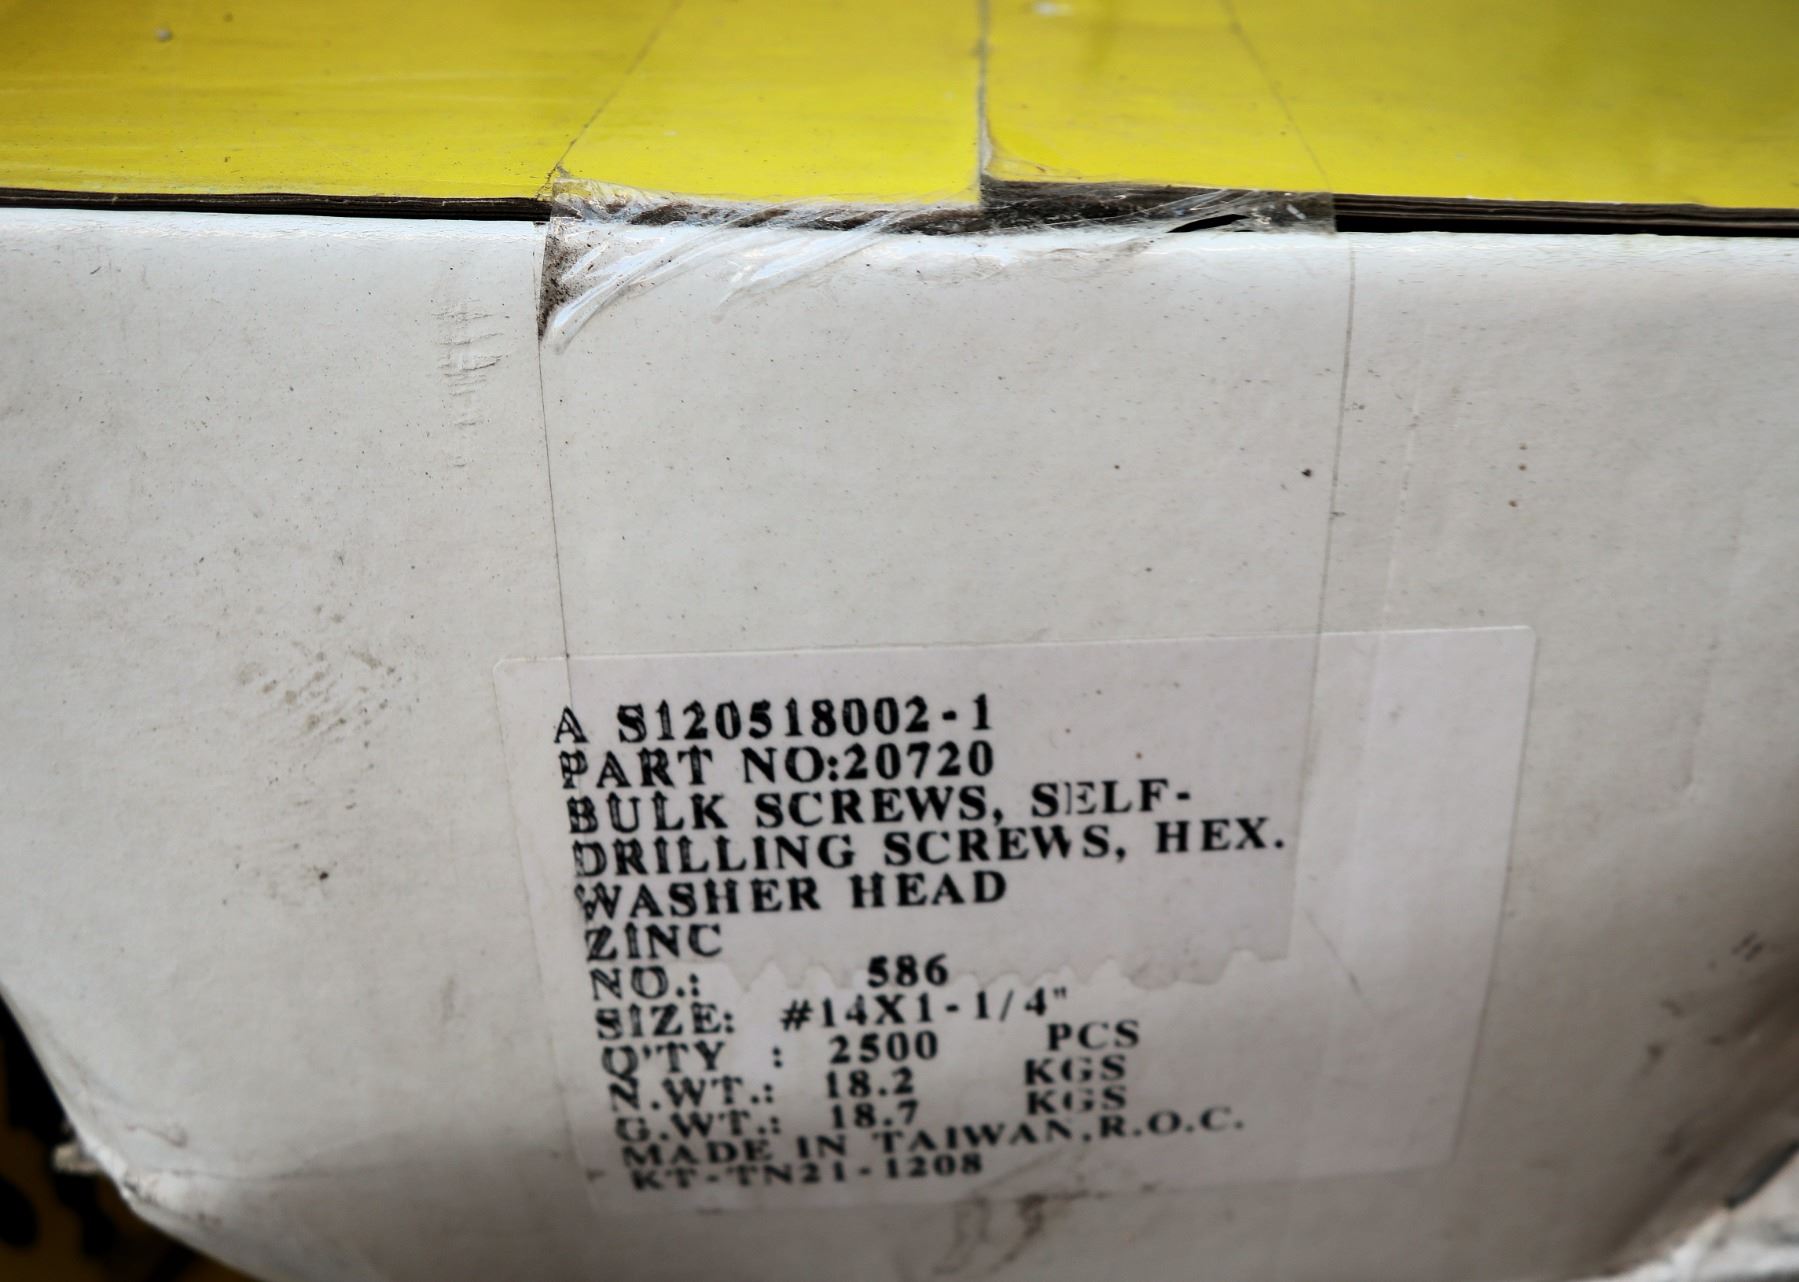 A S120518002-1
PART NO:20720
BULK SCREWS, SELF-
DRILLING SCREWS, HEX.
WASHER HEAD
ZINC
NO.: 586
SIZE: #14X1-1/4"
Q'TY : 2500 PCS
N.WT.: 18.2 KGS
G.WT.: 18.7 KGS
MADE IN TAIWAN,R.O.C.
KT-TN21-1208